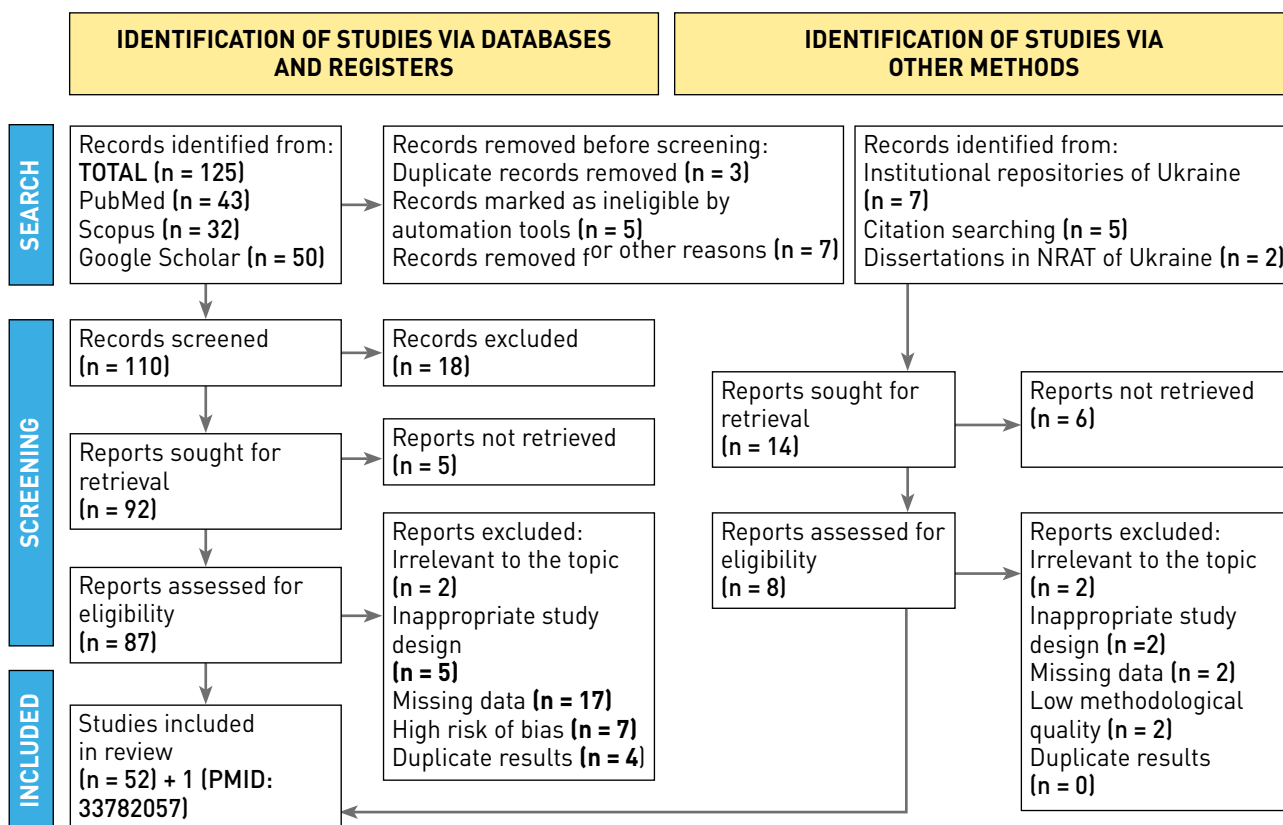 IDENTIFICATION OF STUDIES VIA DATABASES
AND REGISTERS
IDENTIFICATION OF STUDIES VIA
OTHER METHODS
SEARCH
Records identified from:
TOTAL (n = 125)
PubMed (n = 43)
Scopus (n = 32)
Google Scholar (n = 50)
Records removed before screening:
Duplicate records removed (n = 3)
Records marked as ineligible by
automation tools (n = 5)
Records removed for other reasons (n = 7)
Records identified from:
Institutional repositories of Ukraine
(n = 7)
Citation searching (n = 5)
Dissertations in NRAT of Ukraine (n = 2)
SCREENING
Records screened
(n = 110)
Records excluded
(n = 18)
Reports sought for
retrieval
(n = 92)
Reports not retrieved
(n = 5)
Reports sought for
retrieval
(n = 14)
Reports not retrieved
(n = 6)
Reports assessed for
eligibility
(n = 87)
Reports excluded:
Irrelevant to the topic
(n = 2)
Inappropriate study
design
(n = 5)
Missing data (n = 17)
High risk of bias (n = 7)
Duplicate results (n = 4)
Reports assessed for
eligibility
(n = 8)
Reports excluded:
Irrelevant to the topic
(n = 2)
Inappropriate study
design (n =2)
Missing data (n = 2)
Low methodological
quality (n = 2)
Duplicate results
(n = 0)
INCLUDED
Studies included
in review
(n = 52) + 1 (PMID:
33782057)